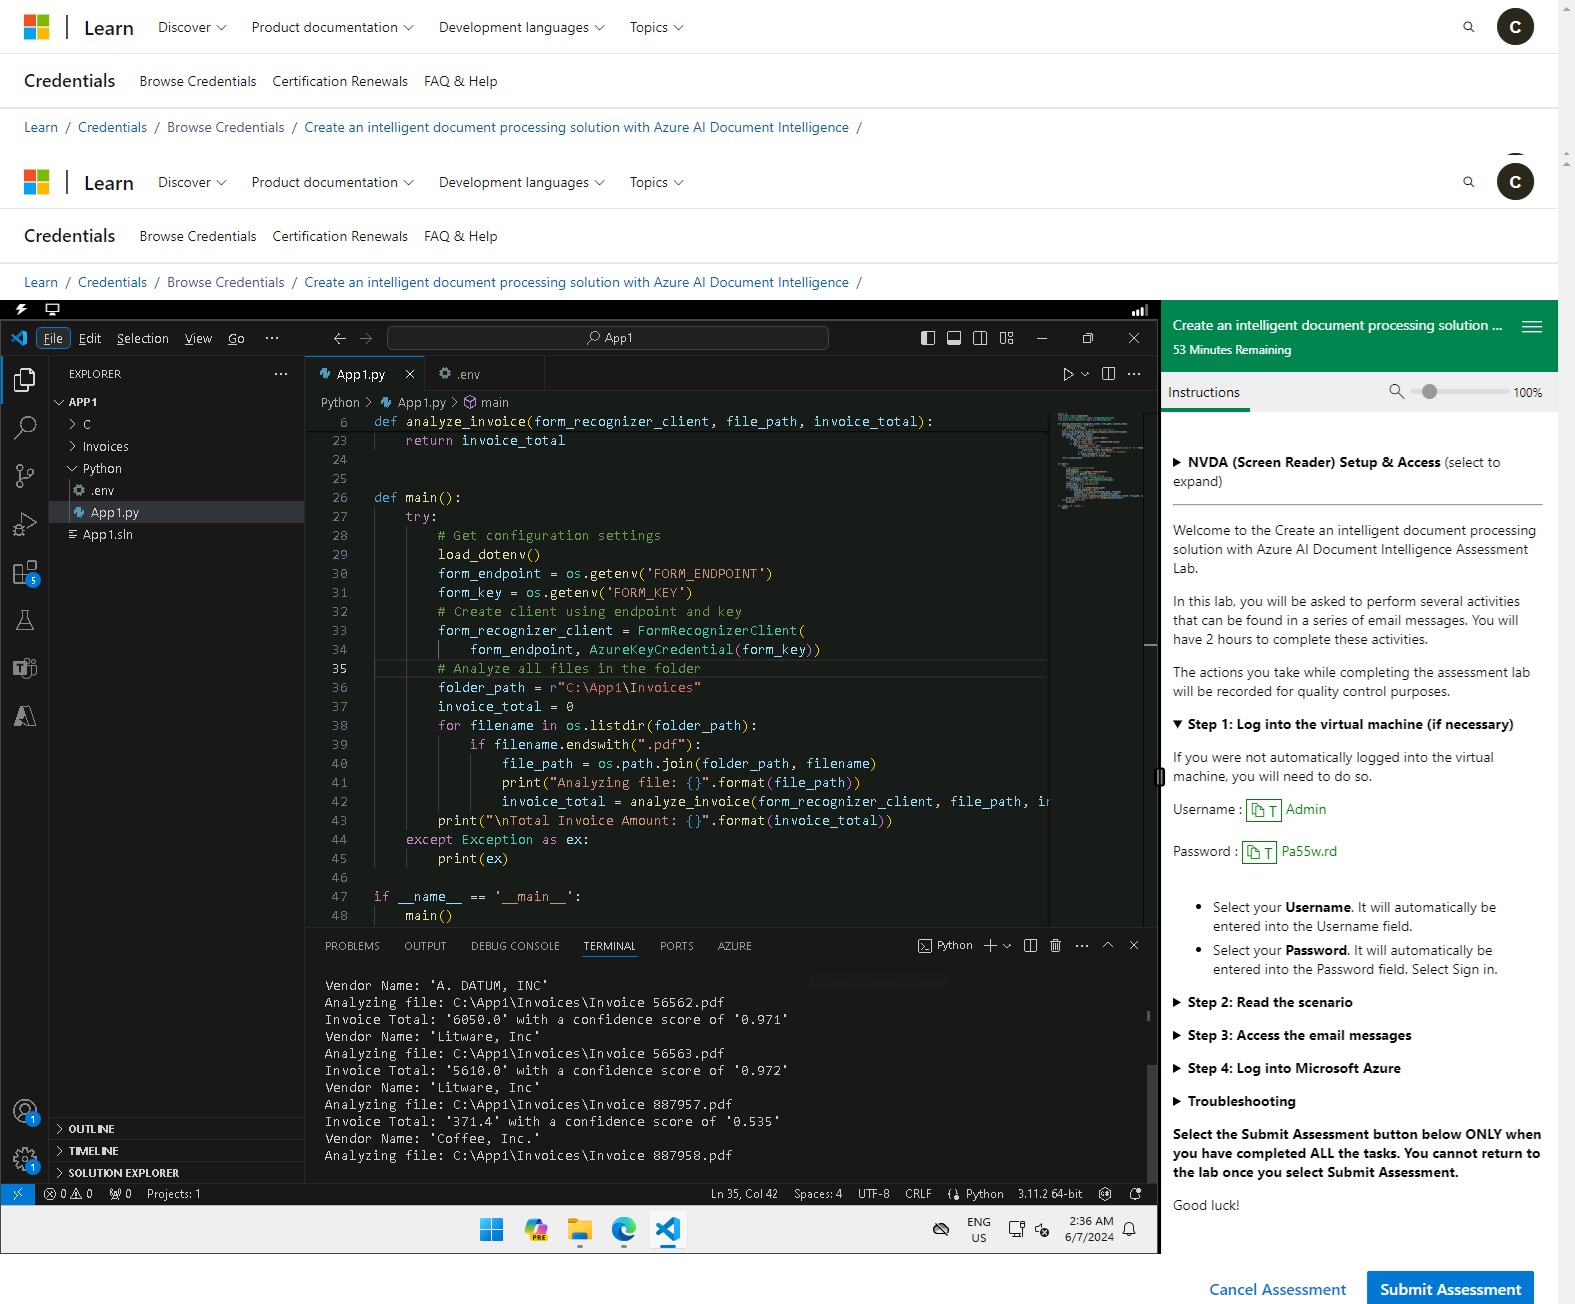 Learn Discover Product documentation Development languages Topics C
Credentials Browse Credentials Certification Renewals FAQ & Help
Learn / Credentials / Browse Credentials / Create an intelligent document processing solution with Azure AI Document Intelligence /
Learn Discover Product documentation Development languages Topics C
Credentials Browse Credentials Certification Renewals FAQ & Help
Learn / Credentials / Browse Credentials / Create an intelligent document processing solution with Azure AI Document Intelligence /
File Edit Selection View Go ··· App1
EXPLORER ···
APP1
C
Invoices
Python
.env
App1.py
App1.sln
OUTLINE
TIMELINE
SOLUTION EXPLORER
5
1
1
App1.py .env
Python > App1.py > main
6 def analyze_invoice(form_recognizer_client, file_path, invoice_total):
23 return invoice_total
24
25
26 def main():
27 try:
28 # Get configuration settings
29 load_dotenv()
30 form_endpoint = os.getenv('FORM_ENDPOINT')
31 form_key = os.getenv('FORM_KEY')
32 # Create client using endpoint and key
33 form_recognizer_client = FormRecognizerClient(
34 form_endpoint, AzureKeyCredential(form_key))
35 # Analyze all files in the folder
36 folder_path = r"C:\App1\Invoices"
37 invoice_total = 0
38 for filename in os.listdir(folder_path):
39 if filename.endswith(".pdf"):
40 file_path = os.path.join(folder_path, filename)
41 print("Analyzing file: {}".format(file_path))
42 invoice_total = analyze_invoice(form_recognizer_client, file_path, in
43 print("\nTotal Invoice Amount: {}".format(invoice_total))
44 except Exception as ex:
45 print(ex)
46
47 if __name__ == '__main__':
48 main()
PROBLEMS OUTPUT DEBUG CONSOLE TERMINAL PORTS AZURE Python
Vendor Name: 'A. DATUM, INC'
Analyzing file: C:\App1\Invoices\Invoice 56562.pdf
Invoice Total: '6050.0' with a confidence score of '0.971'
Vendor Name: 'Litware, Inc'
Analyzing file: C:\App1\Invoices\Invoice 56563.pdf
Invoice Total: '5610.0' with a confidence score of '0.972'
Vendor Name: 'Litware, Inc'
Analyzing file: C:\App1\Invoices\Invoice 887957.pdf
Invoice Total: '371.4' with a confidence score of '0.535'
Vendor Name: 'Coffee, Inc.'
Analyzing file: C:\App1\Invoices\Invoice 887958.pdf
0 0 0 Projects: 1 Ln 35, Col 42 Spaces: 4 UTF-8 CRLF Python 3.11.2 64-bit
PRE
ENG
US
2:36 AM
6/7/2024
Create an intelligent document processing solution ...
53 Minutes Remaining
Instructions 100%
NVDA (Screen Reader) Setup & Access (select to
expand)
Welcome to the Create an intelligent document processing
solution with Azure AI Document Intelligence Assessment
Lab.
In this lab, you will be asked to perform several activities
that can be found in a series of email messages. You will
have 2 hours to complete these activities.
The actions you take while completing the assessment lab
will be recorded for quality control purposes.
Step 1: Log into the virtual machine (if necessary)
If you were not automatically logged into the virtual
machine, you will need to do so.
Username : T Admin
Password : T Pa55w.rd
• Select your Username. It will automatically be
entered into the Username field.
• Select your Password. It will automatically be
entered into the Password field. Select Sign in.
Step 2: Read the scenario
Step 3: Access the email messages
Step 4: Log into Microsoft Azure
Troubleshooting
Select the Submit Assessment button below ONLY when
you have completed ALL the tasks. You cannot return to
the lab once you select Submit Assessment.
Good luck!
Cancel Assessment Submit Assessment